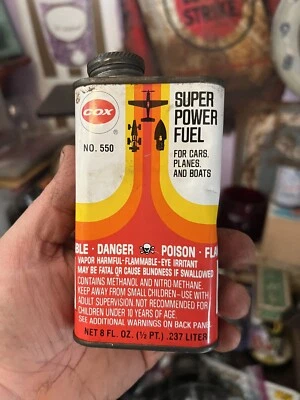 STRIKE
COX
®
NO. 550
SUPER
POWER
FUEL
FOR CARS,
PLANES,
AND BOATS
BLE · DANGER POISON · FLA
VAPOR HARMFUL-FLAMMABLE-EYE IRRITANT
MAY BE FATAL OR CAUSE BLINDNESS IF SWALLOWED
CONTAINS METHANOL AND NITRO METHANE.
KEEP AWAY FROM SMALL CHILDREN-USE WITH
ADULT SUPERVISION. NOT RECOMMENDED FOR
CHILDREN UNDER 10 YEARS OF AGE.
SEE ADDITIONAL WARNINGS ON BACK PANEL
NET 8 FL. OZ. (½ PT.) .237 LITER